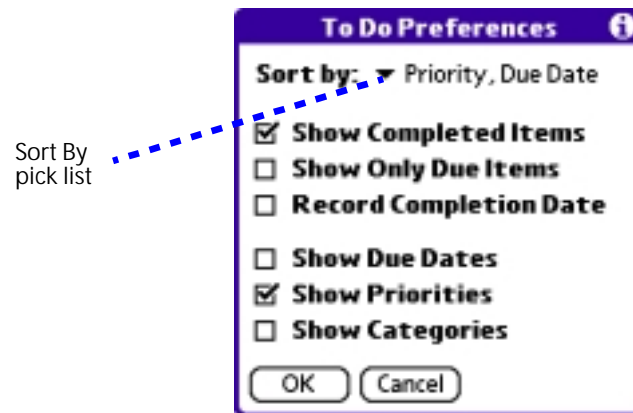 To Do Preferences
Sort by: Priority, Due Date
Sort By
pick list
Show Completed Items
Show Only Due Items
Record Completion Date
Show Due Dates
Show Priorities
Show Categories
OK Cancel